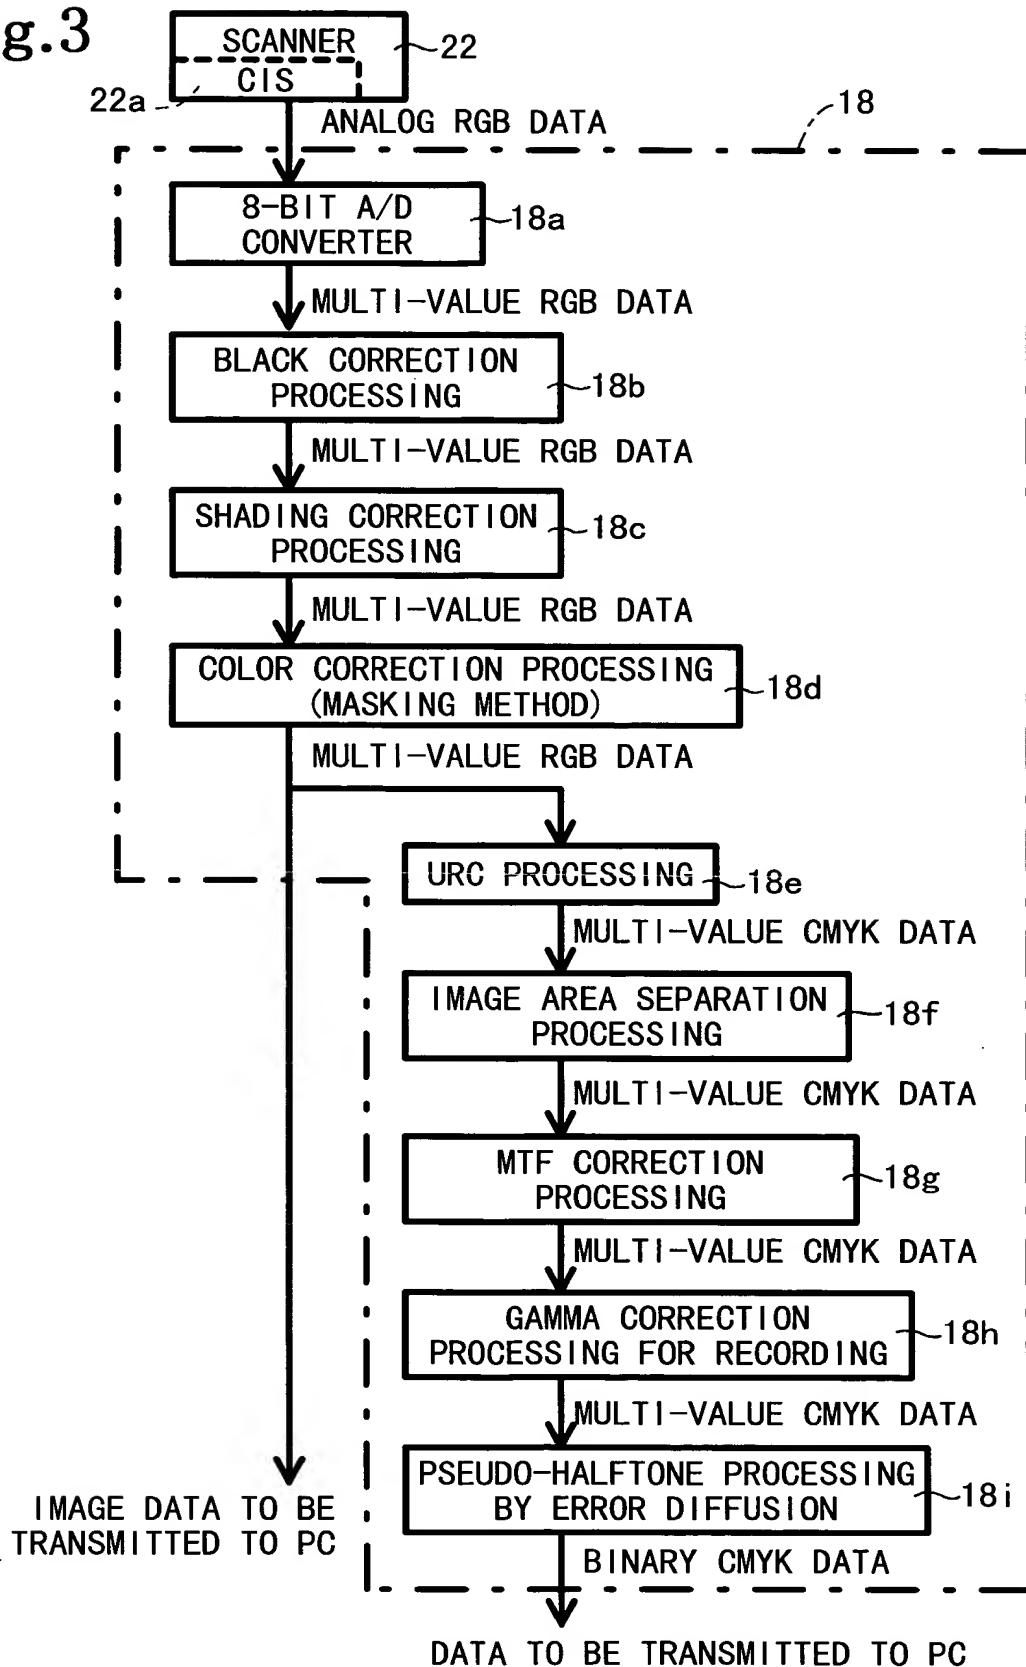 g.3
SCANNER
22
CIS
22a
ANALOG RGB DATA
18
8-BIT A/D
CONVERTER
18a
MULTI-VALUE RGB DATA
BLACK CORRECTION
PROCESSING
18b
MULTI-VALUE RGB DATA
SHADING CORRECTION
PROCESSING
18c
MULTI-VALUE RGB DATA
COLOR CORRECTION PROCESSING
(MASKING METHOD)
18d
MULTI-VALUE RGB DATA
URC PROCESSING
18e
MULTI-VALUE CMYK DATA
IMAGE AREA SEPARATION
PROCESSING
18f
MULTI-VALUE CMYK DATA
MTF CORRECTION
PROCESSING
18g
MULTI-VALUE CMYK DATA
GAMMA CORRECTION
PROCESSING FOR RECORDING
18h
MULTI-VALUE CMYK DATA
PSEUDO-HALFTONE PROCESSING
BY ERROR DIFFUSION
18i
IMAGE DATA TO BE
TRANSMITTED TO PC
BINARY CMYK DATA
DATA TO BE TRANSMITTED TO PC